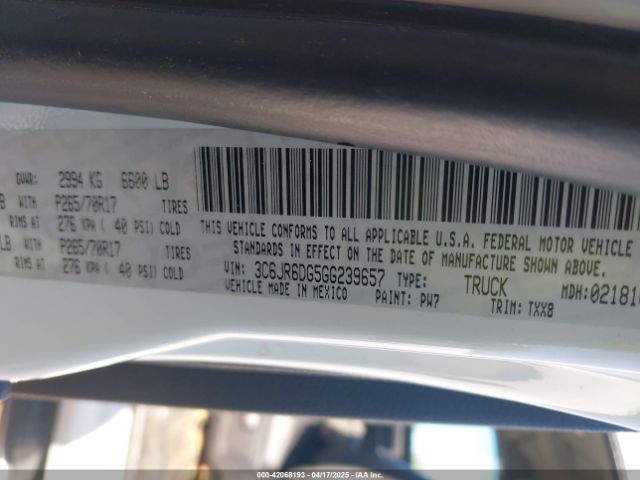 GVWR: 2994 KG 6600 LB
B WITH P265/70R17 TIRES
RIMS AT 276 KPA ( 40 PSI) COLD
LB WITH P265/70R17 TIRES
RIMS AT 276 KPA ( 40 PSI) COLD
THIS VEHICLE CONFORMS TO ALL APPLICABLE U.S.A. FEDERAL MOTOR VEHICLE
STANDARDS IN EFFECT ON THE DATE OF MANUFACTURE SHOWN ABOVE.
VIN: 3C6JR6DG5GG239657 TYPE: TRUCK MDH:02181
VEHICLE MADE IN MEXICO PAINT: PW7 TRIM: TXX8
000-42068193 - 04/17/2025 - IAAI.COM